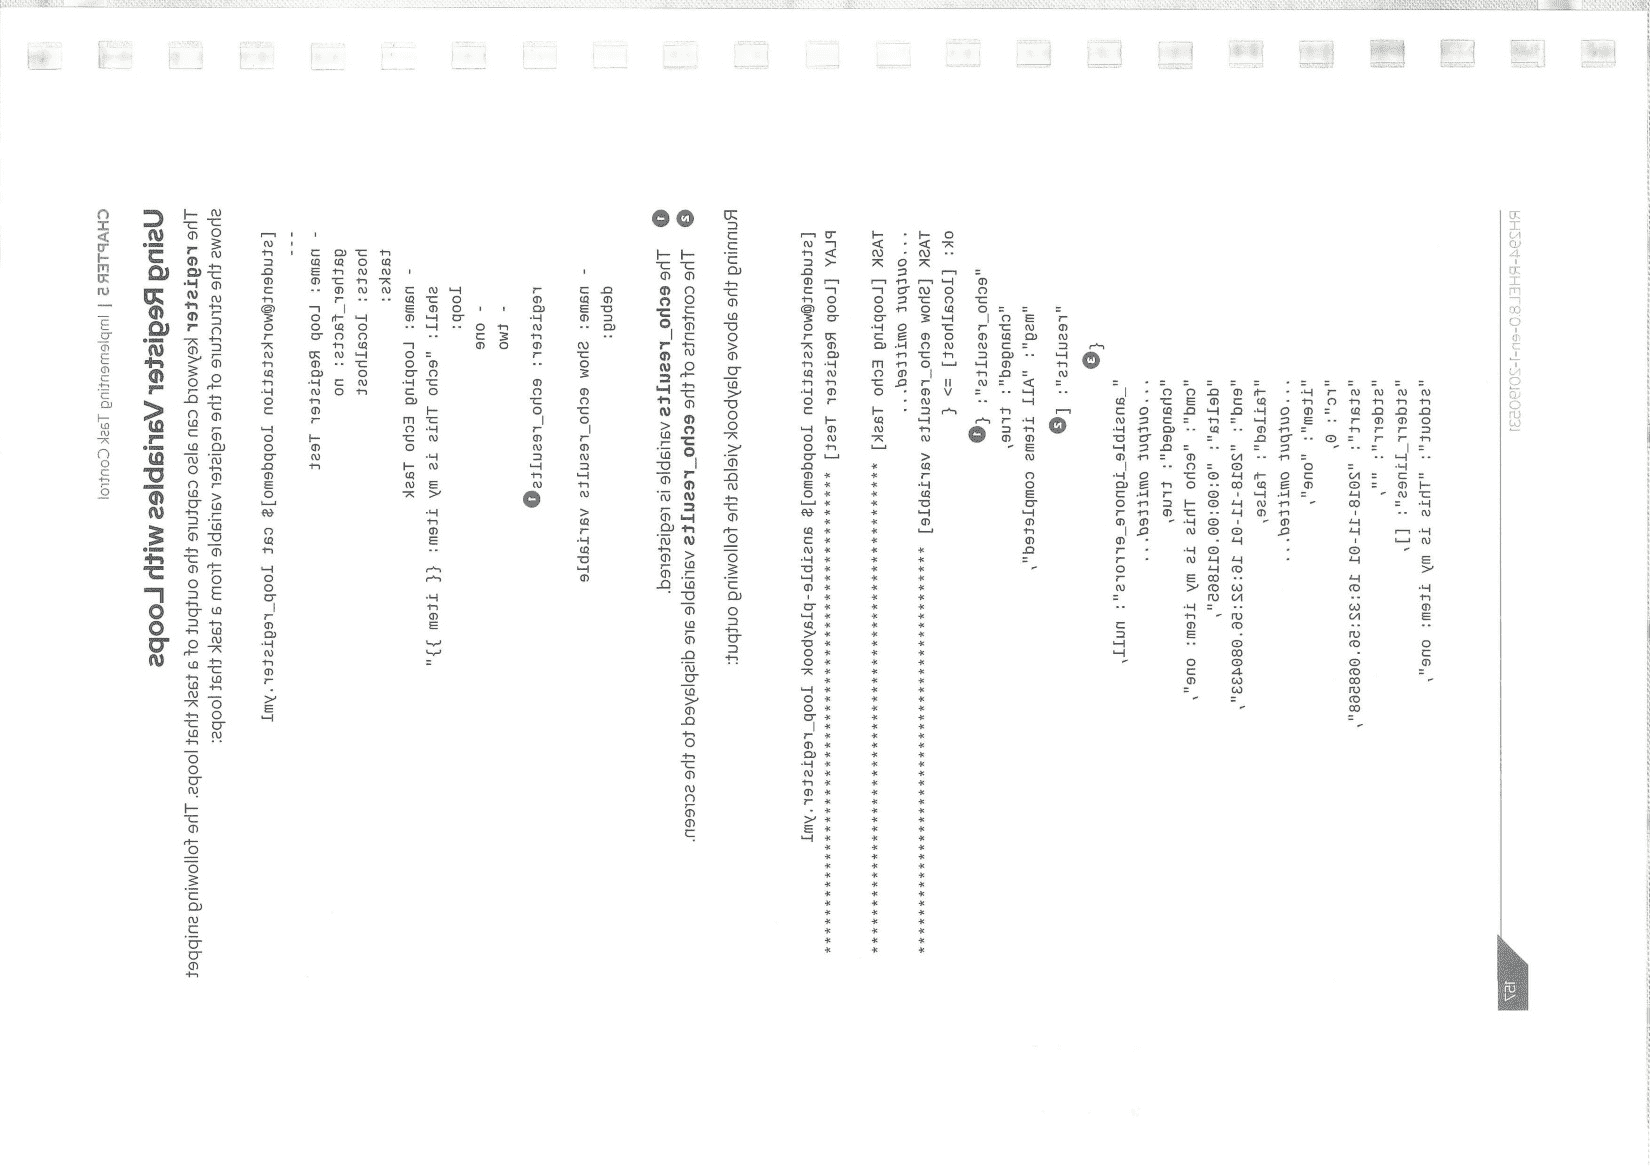 CHAPTER 5 | Implementing Task Control
Using Register Variables with Loops
The register keyword can also capture the output of a task that loops. The following snippet
shows the structure of the register variable from a task that loops:
[student@workstation loopdemo]$ cat loop_register.yml
---
- name: Loop Register Test
gather_facts: no
hosts: localhost
tasks:
- name: Looping Echo Task
shell: "echo This is my item: {{ item }}"
loop:
- one
- two
register: echo_results 1
- name: Show echo_results variable
debug:
1 The echo_results variable is registered.
2 The contents of the echo_results variable are displayed to the screen.
Running the above playbook yields the following output:
[student@workstation loopdemo]$ ansible-playbook loop_register.yml
PLAY [Loop Register Test] ****************************************************
TASK [Looping Echo Task] *****************************************************
...output omitted...
TASK [Show echo_results variable] ********************************************
ok: [localhost] => {
"echo_results": { 1
"changed": true,
"msg": "All items completed",
"results": [ 2
{ 3
"_ansible_ignore_errors": null,
...output omitted...
"changed": true,
"cmd": "echo This is my item: one",
"delta": "0:00:00.011865",
"end": "2018-11-01 16:32:56.080433",
"failed": false,
...output omitted...
"item": "one",
"rc": 0,
"start": "2018-11-01 16:32:56.068568",
"stderr": "",
"stderr_lines": [],
"stdout": "This is my item: one",
RH294-RHEL8.0-en-1-20190531
157